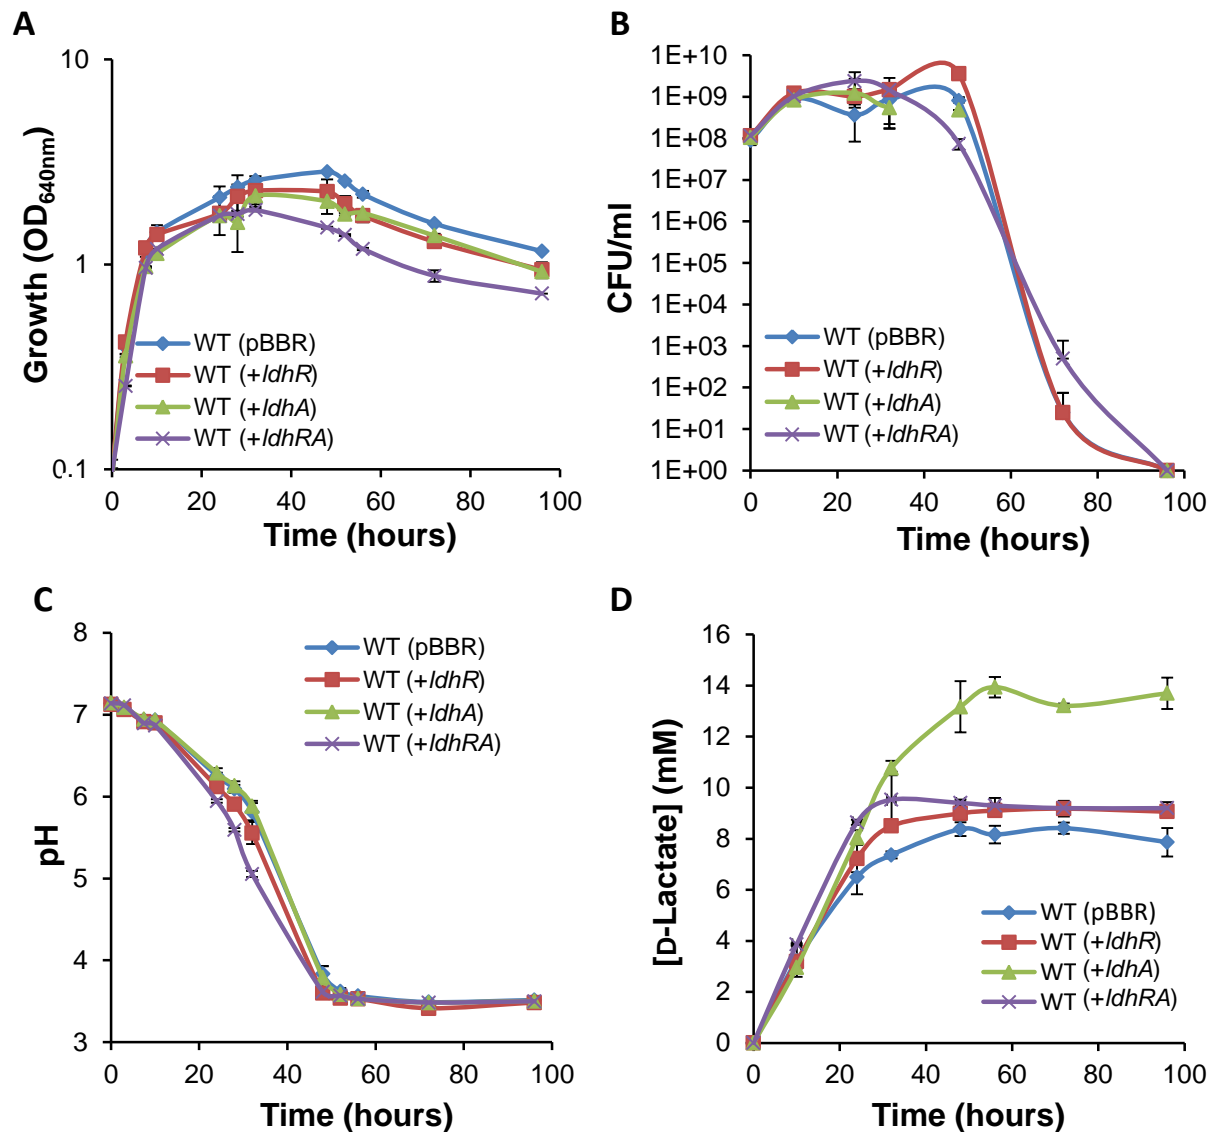 A
Growth (OD640nm)
10
1
0.1
0 20 40 60 80 100
Time (hours)
WT (pBBR)
WT (+ldhR)
WT (+ldhA)
WT (+ldhRA)
B
CFU/ml
1E+10
1E+09
1E+08
1E+07
1E+06
1E+05
1E+04
1E+03
1E+02
1E+01
1E+00
0 20 40 60 80 100
Time (hours)
WT (pBBR)
WT (+ldhR)
WT (+ldhA)
WT (+ldhRA)
C
pH
8
7
6
5
4
3
0 20 40 60 80 100
Time (hours)
WT (pBBR)
WT (+ldhR)
WT (+ldhA)
WT (+ldhRA)
D
[D-Lactate] (mM)
16
14
12
10
8
6
4
2
0
0 20 40 60 80 100
Time (hours)
WT (pBBR)
WT (+ldhR)
WT (+ldhA)
WT (+ldhRA)